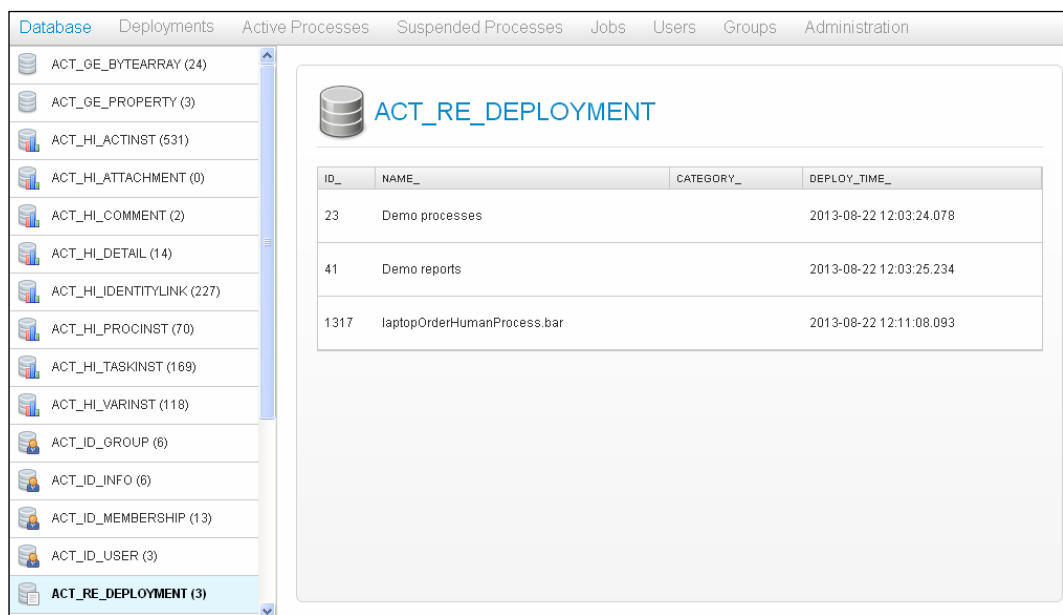 Database Deployments Active Processes Suspended Processes Jobs Users Groups Administration
ACT_GE_BYTEARRAY (24)
ACT_GE_PROPERTY (3)
ACT_HI_ACTINST (531)
ACT_HI_ATTACHMENT (0)
ACT_HI_COMMENT (2)
ACT_HI_DETAIL (14)
ACT_HI_IDENTITYLINK (227)
ACT_HI_PROCINST (70)
ACT_HI_TASKINST (169)
ACT_HI_VARINST (118)
ACT_ID_GROUP (6)
ACT_ID_INFO (6)
ACT_ID_MEMBERSHIP (13)
ACT_ID_USER (3)
ACT_RE_DEPLOYMENT (3)
ACT_RE_DEPLOYMENT
ID_ NAME_ CATEGORY_ DEPLOY_TIME_
23 Demo processes 2013-08-22 12:03:24.078
41 Demo reports 2013-08-22 12:03:25.234
1317 laptopOrderHumanProcess.bar 2013-08-22 12:11:08.093